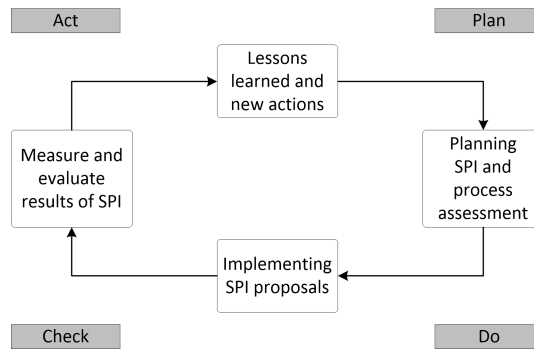 Act
Plan
Lessons
learned and
new actions
Measure and
evaluate
results of SPI
Planning
SPI and
process
assessment
Implementing
SPI proposals
Check
Do